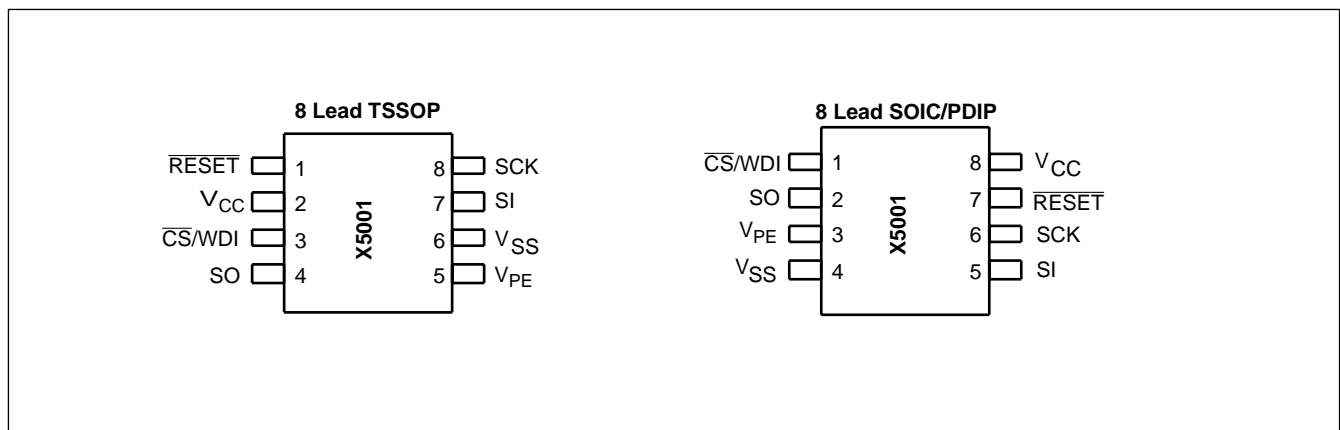 8 Lead TSSOP
RESET 1 8 SCK
VCC 2 7 SI
CS/WDI 3 6 VSS
SO 4 5 VPE
X5001
8 Lead SOIC/PDIP
CS/WDI 1 8 VCC
SO 2 7 RESET
VPE 3 6 SCK
VSS 4 5 SI
X5001